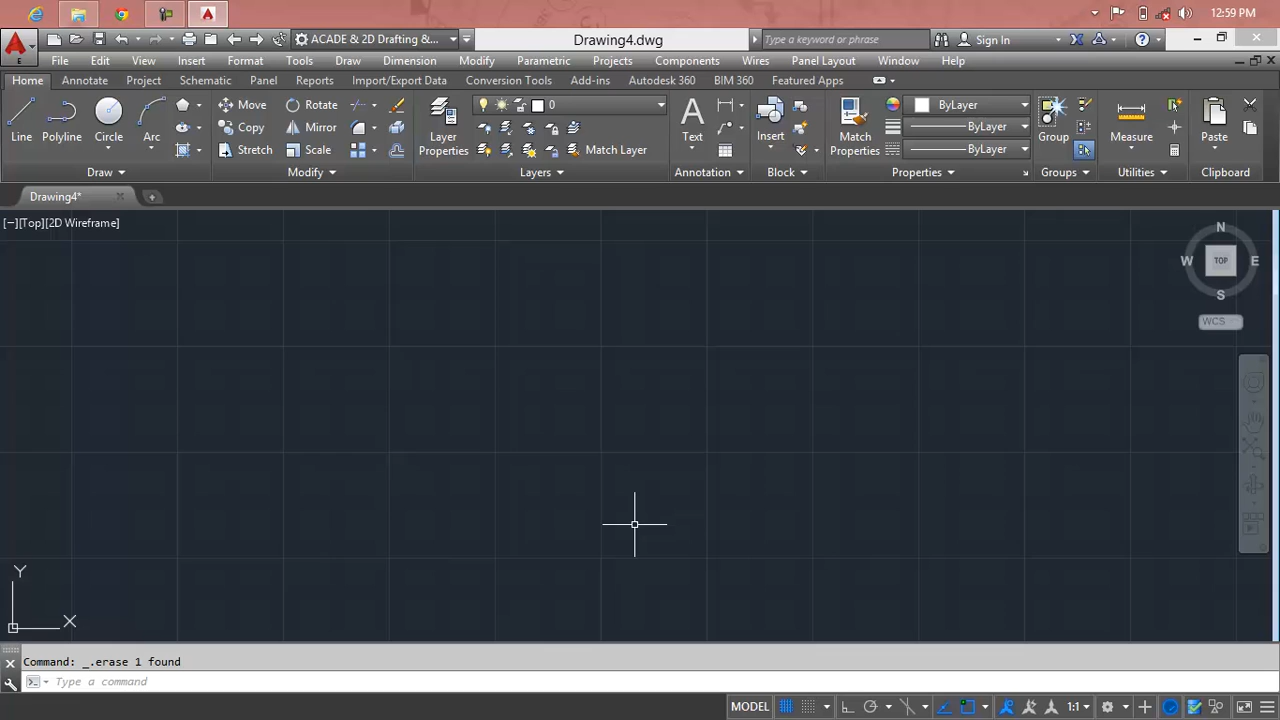 12:59 PM
ACADE & 2D Drafting &...
Drawing4.dwg
Type a keyword or phrase
Sign In
File Edit View Insert Format Tools Draw Dimension Modify Parametric Projects Components Wires Panel Layout Window Help
Home Annotate Project Schematic Panel Reports Import/Export Data Conversion Tools Add-ins Autodesk 360 BIM 360 Featured Apps
Line
Polyline
Circle
Arc
Draw
Move
Rotate
Copy
Mirror
Stretch
Scale
Modify
Layer
Properties
0
Match Layer
Layers
A
Text
Annotation
Insert
Block
Match
Properties
ByLayer
ByLayer
ByLayer
Properties
Group
Groups
Measure
Utilities
Paste
Clipboard
E
Drawing4*
[−][Top][2D Wireframe]
N
W
TOP
E
S
WCS
Y
X
Command: _.erase 1 found
Type a command
MODEL
1:1